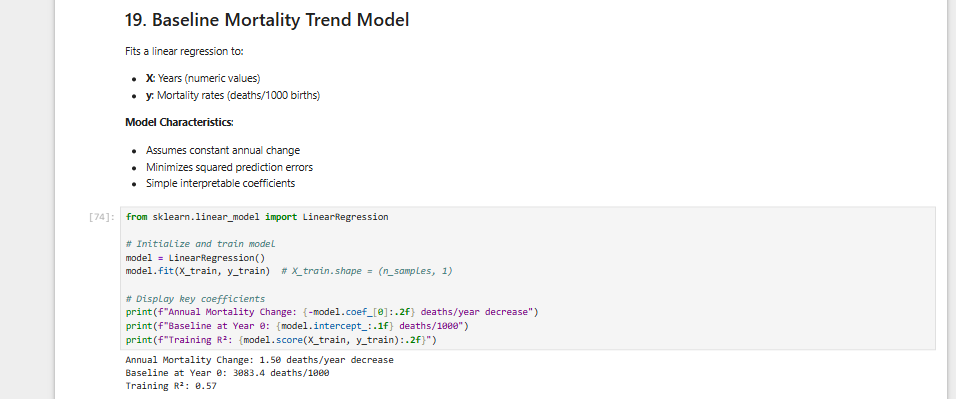 19. Baseline Mortality Trend Model
Fits a linear regression to:
• X: Years (numeric values)
• y: Mortality rates (deaths/1000 births)
Model Characteristics:
• Assumes constant annual change
• Minimizes squared prediction errors
• Simple interpretable coefficients
[74]: from sklearn.linear_model import LinearRegression
# Initialize and train model
model = LinearRegression()
model.fit(X_train, y_train)  # X_train.shape = (n_samples, 1)
# Display key coefficients
print(f"Annual Mortality Change: {-model.coef_[0]:.2f} deaths/year decrease")
print(f"Baseline at Year 0: {model.intercept_:.1f} deaths/1000")
print(f"Training R²: {model.score(X_train, y_train):.2f}")
Annual Mortality Change: 1.50 deaths/year decrease
Baseline at Year 0: 3083.4 deaths/1000
Training R²: 0.57